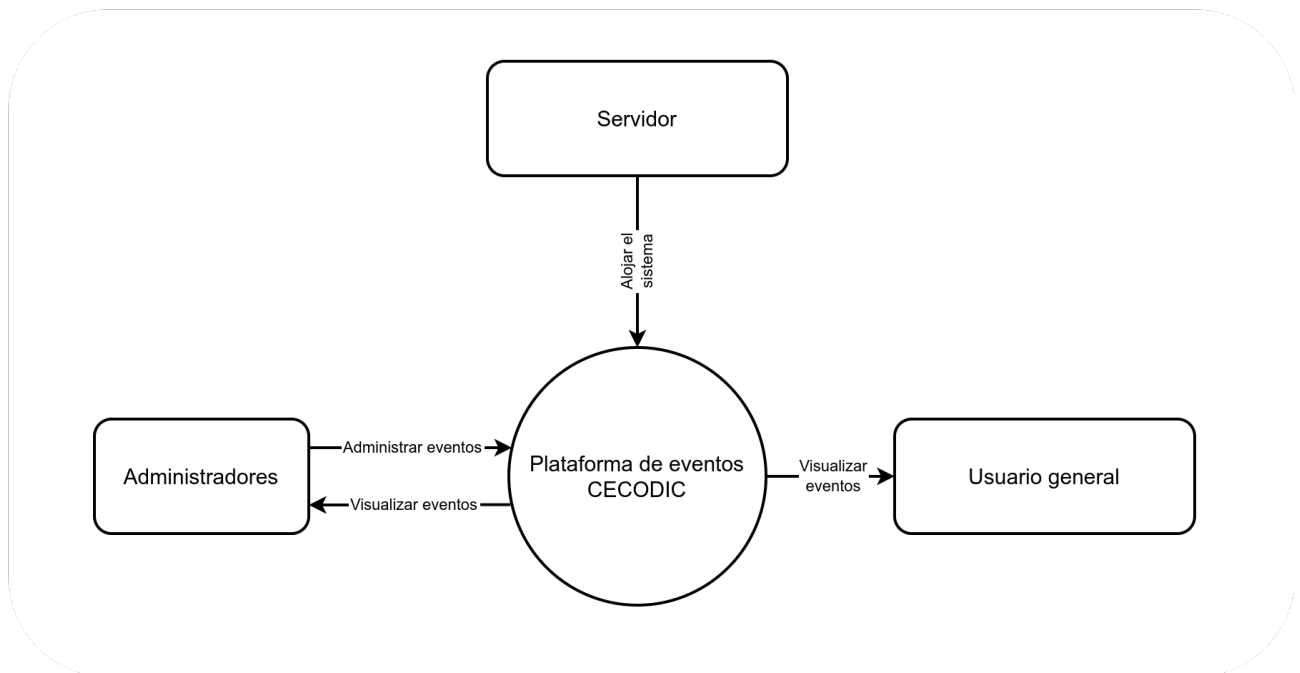 Servidor
Alojar el
sistema
Administradores
Administrar eventos
Visualizar eventos
Plataforma de eventos
CECODIC
Visualizar
eventos
Usuario general